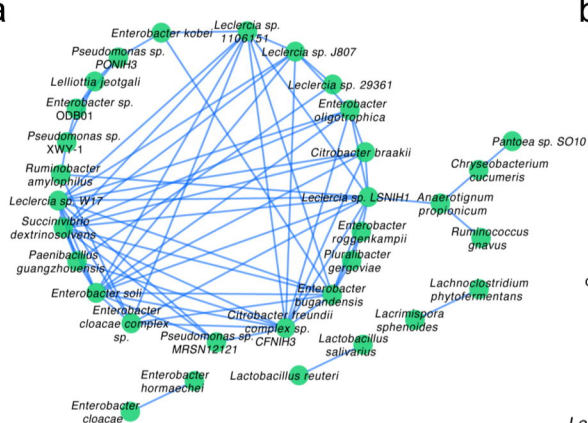 a
b
Enterobacter kobei
Leclercia sp.
1106151
Pseudomonas sp.
PONIH3
Leclercia sp. J807
Lelliottia jeotgali
Leclercia sp. 29361
Enterobacter sp.
ODB01
Enterobacter
oligotrophica
Pseudomonas sp.
XWY-1
Pantoea sp. SO10
Citrobacter braakii
Chryseobacterium
cucumeris
Ruminobacter
amylophilus
Leclercia sp. W17
Leclercia sp. LSNIH1
Anaerotignum
propionicum
Succinivibrio
dextrinosolvens
Enterobacter
roggenkampii
Ruminococcus
gnavus
Paenibacillus
guangzhouensis
Pluralibacter
gergoviae
Enterobacter soli
Enterobacter
bugandensis
Lachnoclostridium
phytofermentans
Enterobacter
cloacae complex
sp.
Citrobacter freundii
complex sp.
CFNIH3
Lacrimispora
sphenoides
Pseudomonas sp.
MRSN12121
Lactobacillus
salivarius
Enterobacter
hormaechei
Lactobacillus reuteri
Enterobacter
cloacae